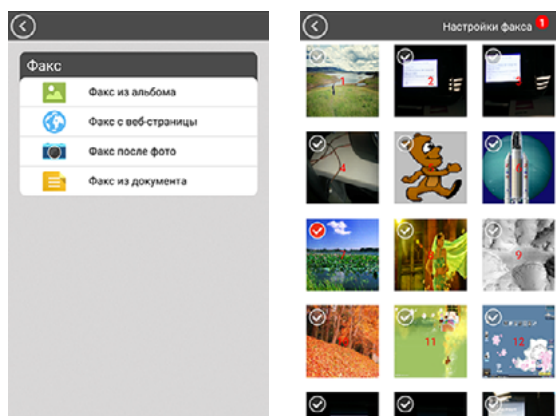 Факс
Факс из альбома
Факс с веб-страницы
Факс после фото
Факс из документа
Настройки факса 1
1
2
3
4
9
11
12